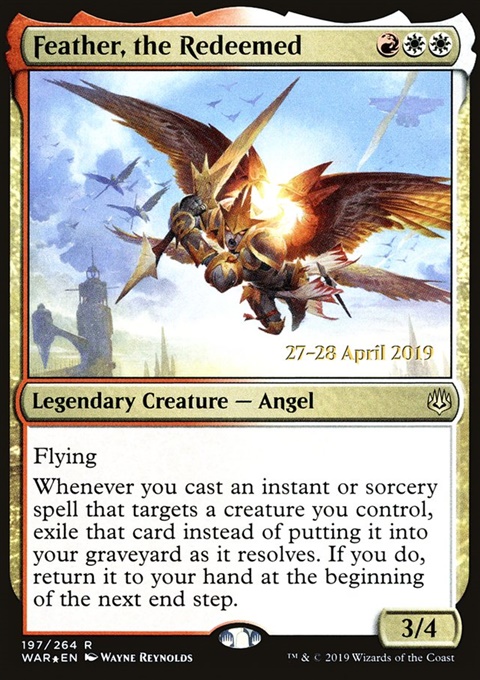 Feather, the Redeemed
27-28 April 2019
Legendary Creature — Angel
Flying
Whenever you cast an instant or sorcery
spell that targets a creature you control,
exile that card instead of putting it into
your graveyard as it resolves. If you do,
return it to your hand at the beginning
of the next end step.
3/4
197/264 R
WAR★EN Wayne Reynolds
™ & © 2019 Wizards of the Coast